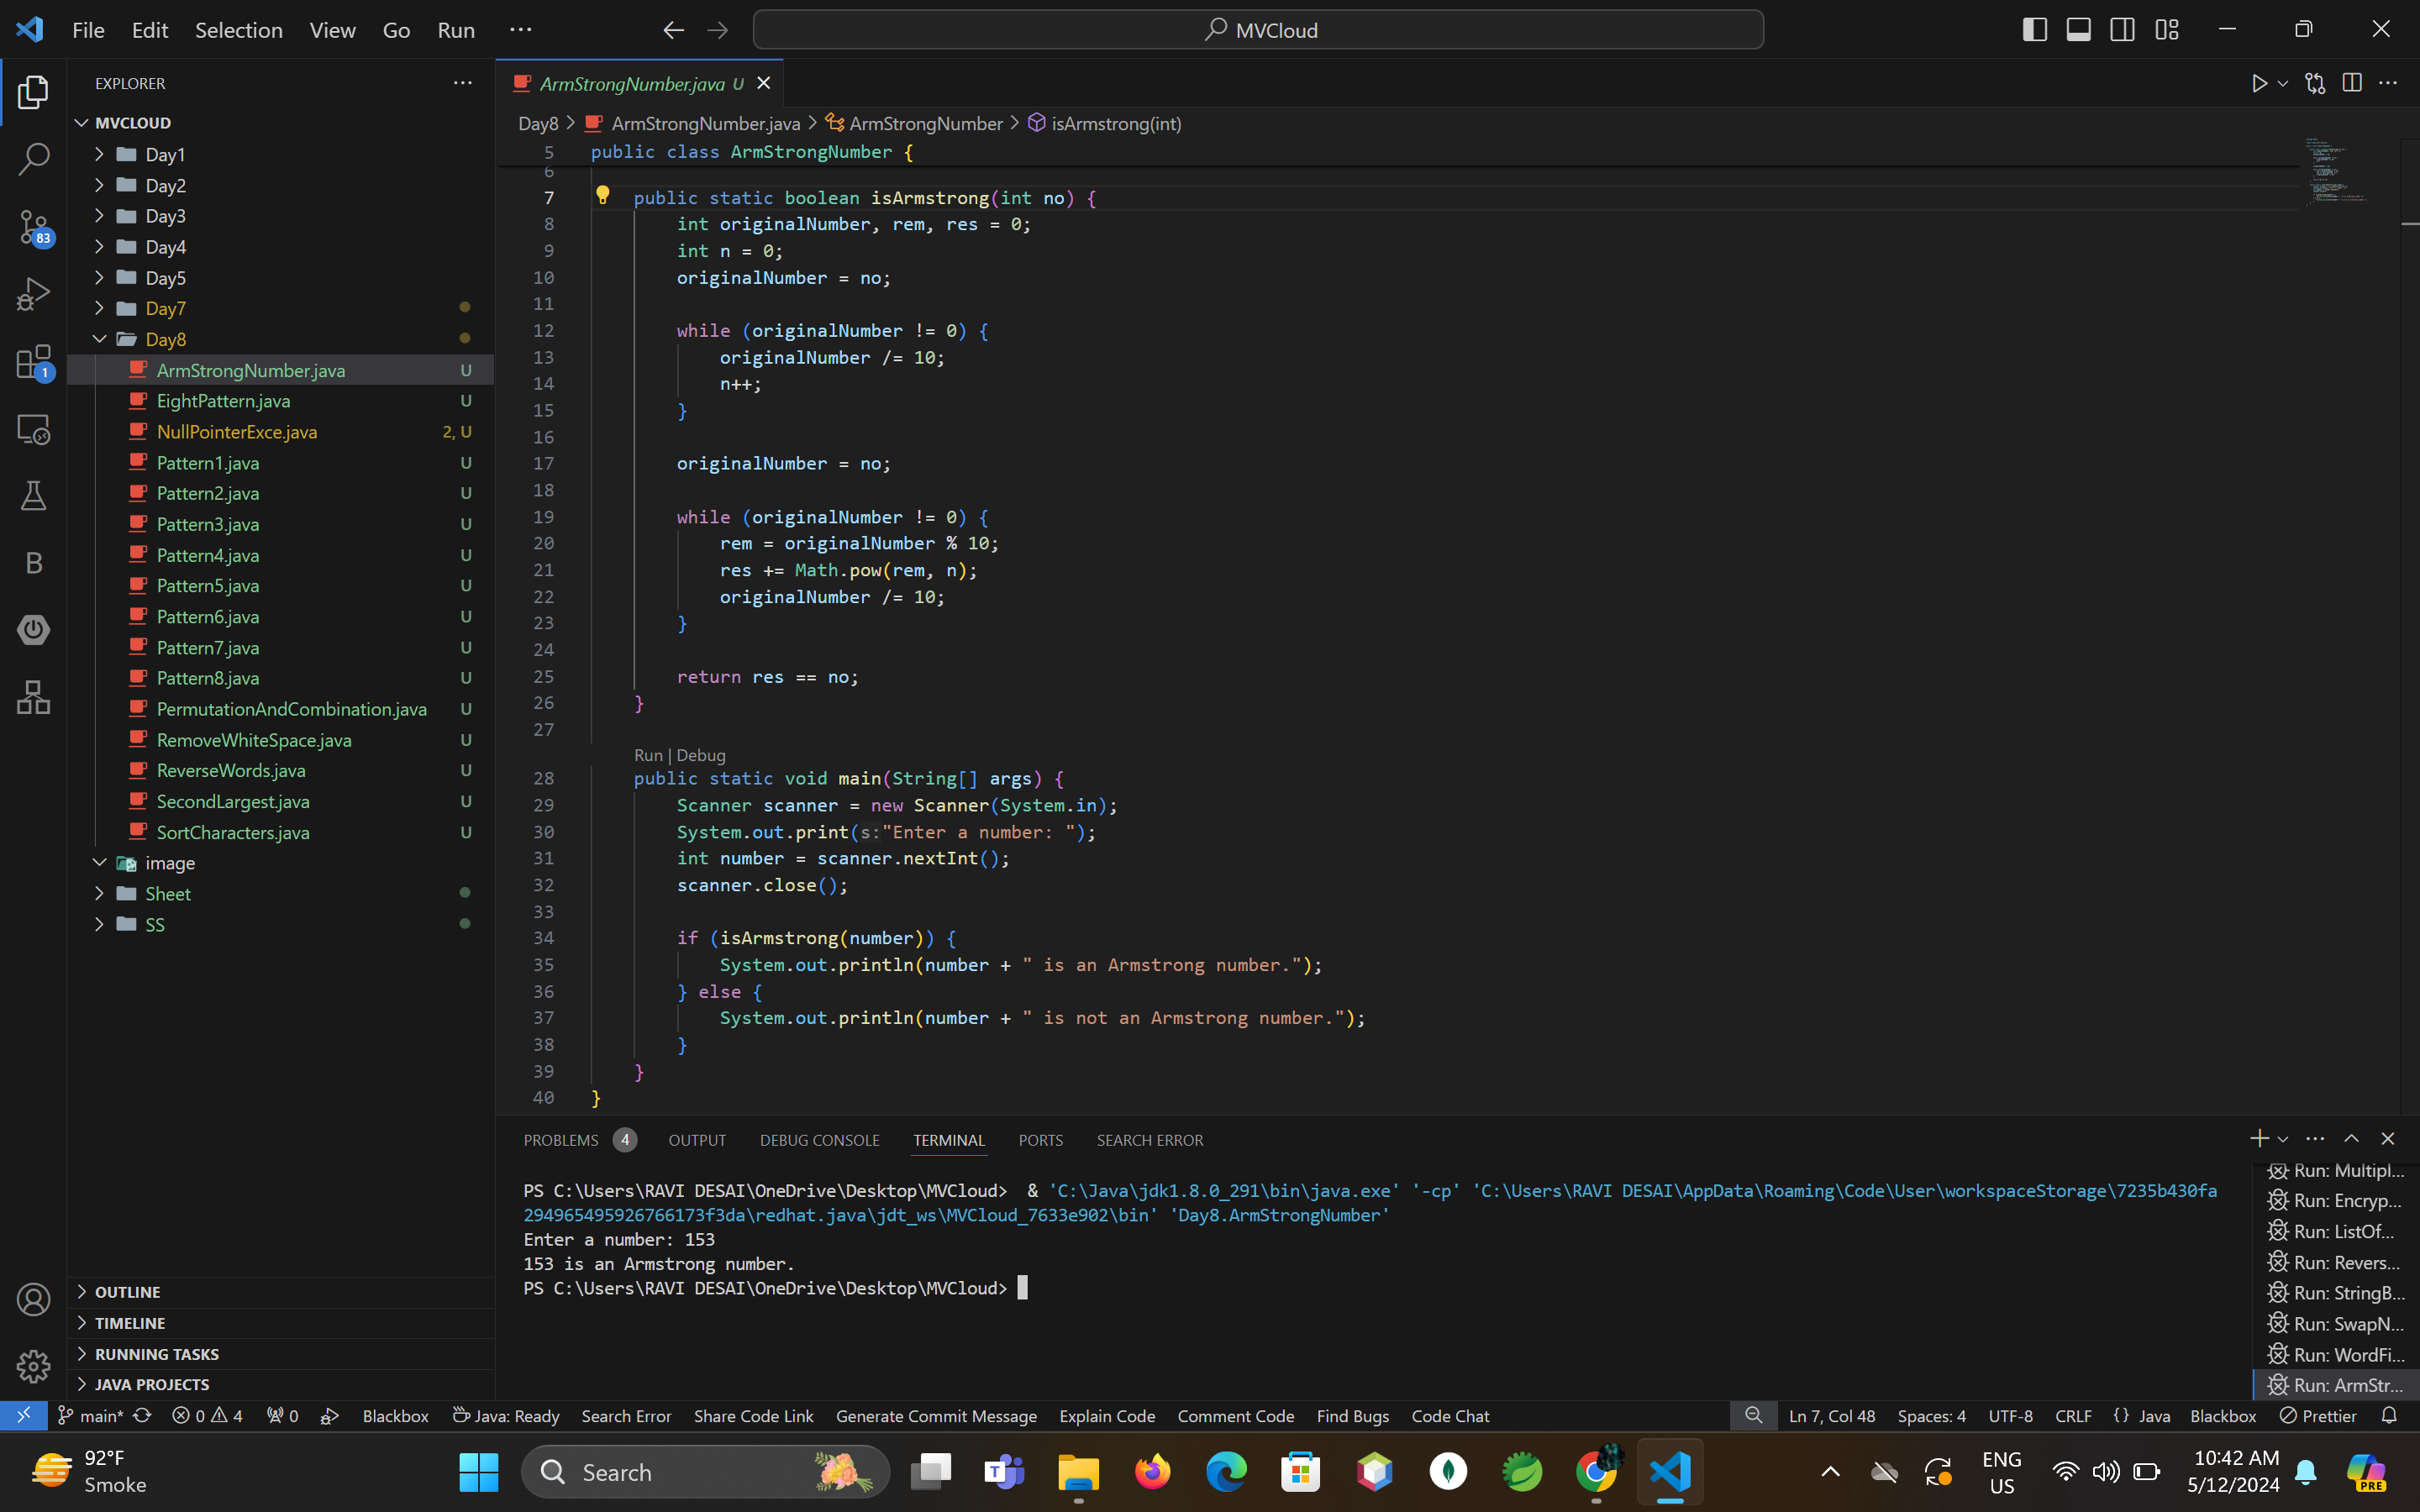 File Edit Selection View Go Run ··· MVCloud
EXPLORER ···
MVCLOUD
Day1
Day2
Day3
Day4
Day5
Day7
Day8
ArmStrongNumber.java U
EightPattern.java U
NullPointerExce.java 2, U
Pattern1.java U
Pattern2.java U
Pattern3.java U
Pattern4.java U
Pattern5.java U
Pattern6.java U
Pattern7.java U
Pattern8.java U
PermutationAndCombination.java U
RemoveWhiteSpace.java U
ReverseWords.java U
SecondLargest.java U
SortCharacters.java U
image
Sheet
SS
OUTLINE
TIMELINE
RUNNING TASKS
JAVA PROJECTS
83
1
B
ArmStrongNumber.java U
Day8 > ArmStrongNumber.java > ArmStrongNumber > isArmstrong(int)
5 public class ArmStrongNumber {
6
7 public static boolean isArmstrong(int no) {
8 int originalNumber, rem, res = 0;
9 int n = 0;
10 originalNumber = no;
11
12 while (originalNumber != 0) {
13 originalNumber /= 10;
14 n++;
15 }
16
17 originalNumber = no;
18
19 while (originalNumber != 0) {
20 rem = originalNumber % 10;
21 res += Math.pow(rem, n);
22 originalNumber /= 10;
23 }
24
25 return res == no;
26 }
27
Run | Debug
28 public static void main(String[] args) {
29 Scanner scanner = new Scanner(System.in);
30 System.out.print(s:"Enter a number: ");
31 int number = scanner.nextInt();
32 scanner.close();
33
34 if (isArmstrong(number)) {
35 System.out.println(number + " is an Armstrong number.");
36 } else {
37 System.out.println(number + " is not an Armstrong number.");
38 }
39 }
40 }
PROBLEMS 4 OUTPUT DEBUG CONSOLE TERMINAL PORTS SEARCH ERROR
PS C:\Users\RAVI DESAI\OneDrive\Desktop\MVCloud> & 'C:\Java\jdk1.8.0_291\bin\java.exe' '-cp' 'C:\Users\RAVI DESAI\AppData\Roaming\Code\User\workspaceStorage\7235b430fa
2949654959267661​73f3da\redhat.java\jdt_ws\MVCloud_7633e902\bin' 'Day8.ArmStrongNumber'
Enter a number: 153
153 is an Armstrong number.
PS C:\Users\RAVI DESAI\OneDrive\Desktop\MVCloud>
Run: Multipl...
Run: Encryp...
Run: ListOf...
Run: Revers...
Run: StringB...
Run: SwapN...
Run: WordFi...
Run: ArmStr...
main* 0 4 0 Blackbox Java: Ready Search Error Share Code Link Generate Commit Message Explain Code Comment Code Find Bugs Code Chat Ln 7, Col 48 Spaces: 4 UTF-8 CRLF {} Java Blackbox Prettier
92°F
Smoke
Search
ENG
US
10:42 AM
5/12/2024
PRE